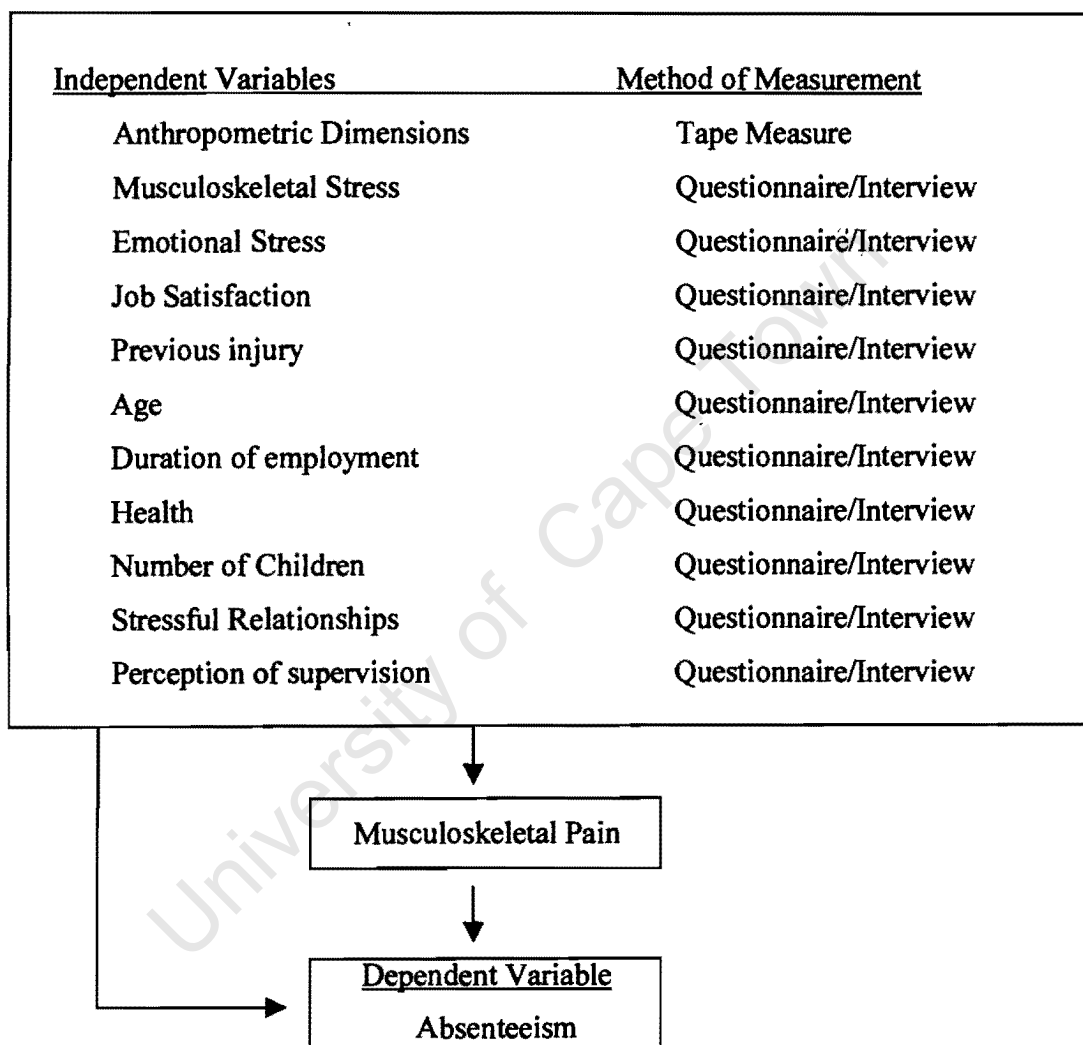 Independent Variables Method of Measurement
Anthropometric Dimensions Tape Measure
Musculoskeletal Stress Questionnaire/Interview
Emotional Stress Questionnaire/Interview
Job Satisfaction Questionnaire/Interview
Previous injury Questionnaire/Interview
Age Questionnaire/Interview
Duration of employment Questionnaire/Interview
Health Questionnaire/Interview
Number of Children Questionnaire/Interview
Stressful Relationships Questionnaire/Interview
Perception of supervision Questionnaire/Interview
Musculoskeletal Pain
Dependent Variable
Absenteeism
University of Cape Town